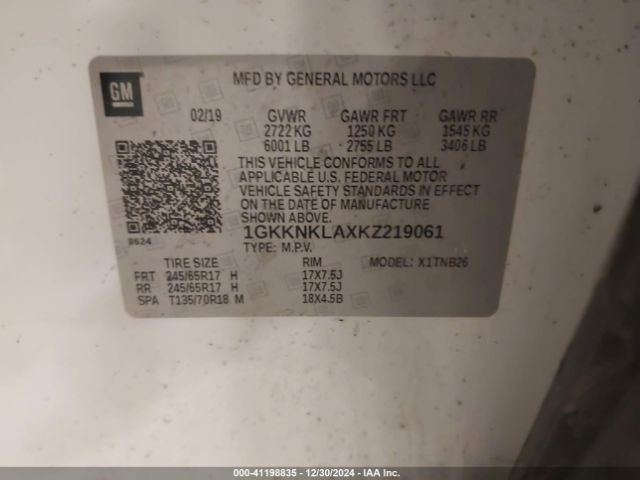 GM
MFD BY GENERAL MOTORS LLC
02/19 GVWR GAWR FRT GAWR RR
2722 KG 1250 KG 1545 KG
6001 LB 2755 LB 3406 LB
THIS VEHICLE CONFORMS TO ALL
APPLICABLE U.S. FEDERAL MOTOR
VEHICLE SAFETY STANDARDS IN EFFECT
ON THE DATE OF MANUFACTURE
SHOWN ABOVE.
8624
1GKKNKLAXKZ219061
TYPE: M.P.V.
TIRE SIZE RIM MODEL: X1TNB26
FRT 245/65R17 H 17X7.5J
RR 245/65R17 H 17X7.5J
SPA T135/70R18 M 18X4.5B
000-41198835 - 12/30/2024 - IAA Inc.